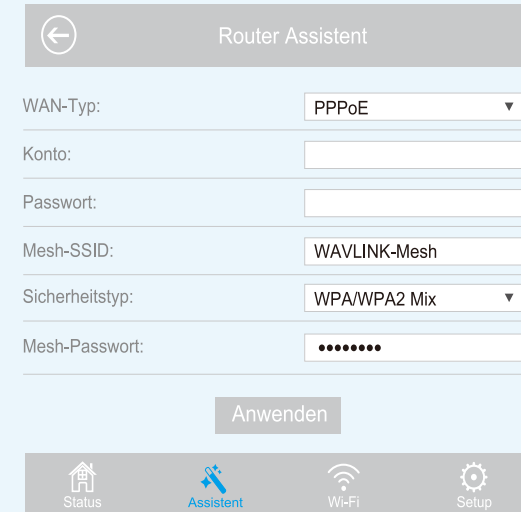 Router Assistent
WAN-Typ: PPPoE
Konto:
Passwort:
Mesh-SSID: WAVLINK-Mesh
Sicherheitstyp: WPA/WPA2 Mix
Mesh-Passwort: ••••••••
Anwenden
Status Assistent Wi-Fi Setup